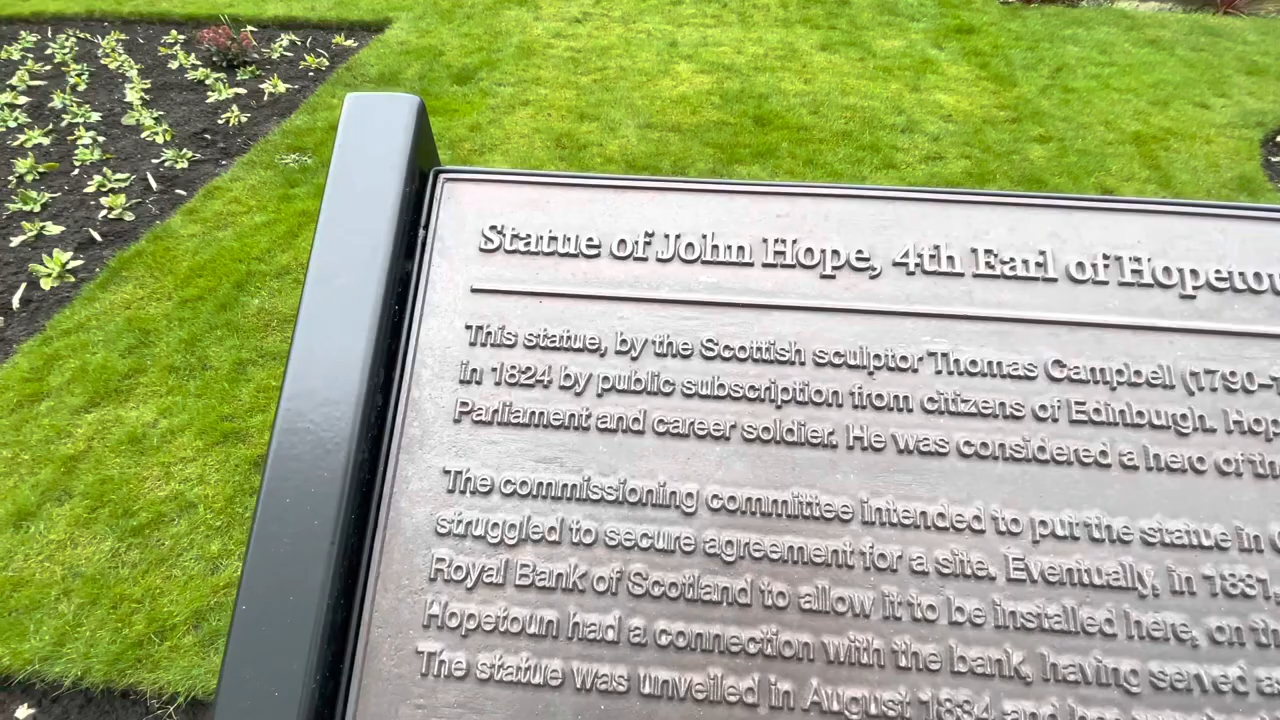 Statue of John Hope, 4th Earl of Hopetou
This statue, by the Scottish sculptor Thomas Campbell (1790-
in 1824 by public subscription from citizens of Edinburgh. Hop
Parliament and career soldier. He was considered a hero of th
The commissioning committee intended to put the statue in
struggled to secure agreement for a site. Eventually, in 1831,
Royal Bank of Scotland to allow it to be installed here, on th
Hopetoun had a connection with the bank, having served a
The statue was unveiled in August 1834 and